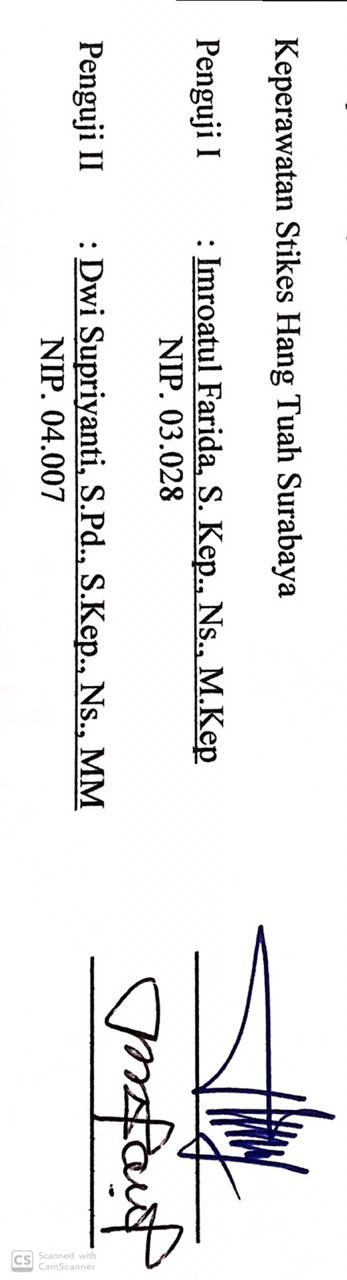 Keperawatan Stikes Hang Tuah Surabaya
Penguji I : Imroatul Farida, S. Kep., Ns., M.Kep
NIP. 03.028
Penguji II : Dwi Supriyanti, S.Pd., S.Kep., Ns., MM
NIP. 04.007
CS Scanned with
CamScanner